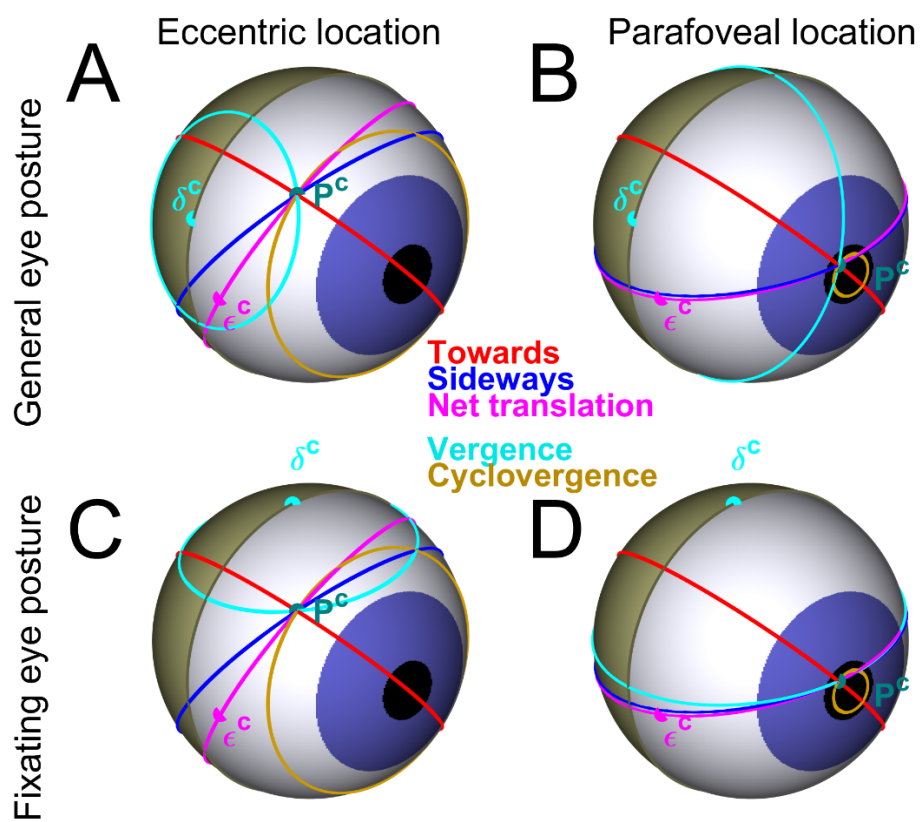 Eccentric location
Parafoveal location
General eye posture
A
B
δᶜ
Pᶜ
ϵᶜ
δᶜ
Pᶜ
ϵᶜ
Towards
Sideways
Net translation
Vergence
Cyclovergence
Fixating eye posture
C
D
δᶜ
Pᶜ
ϵᶜ
δᶜ
Pᶜ
ϵᶜ